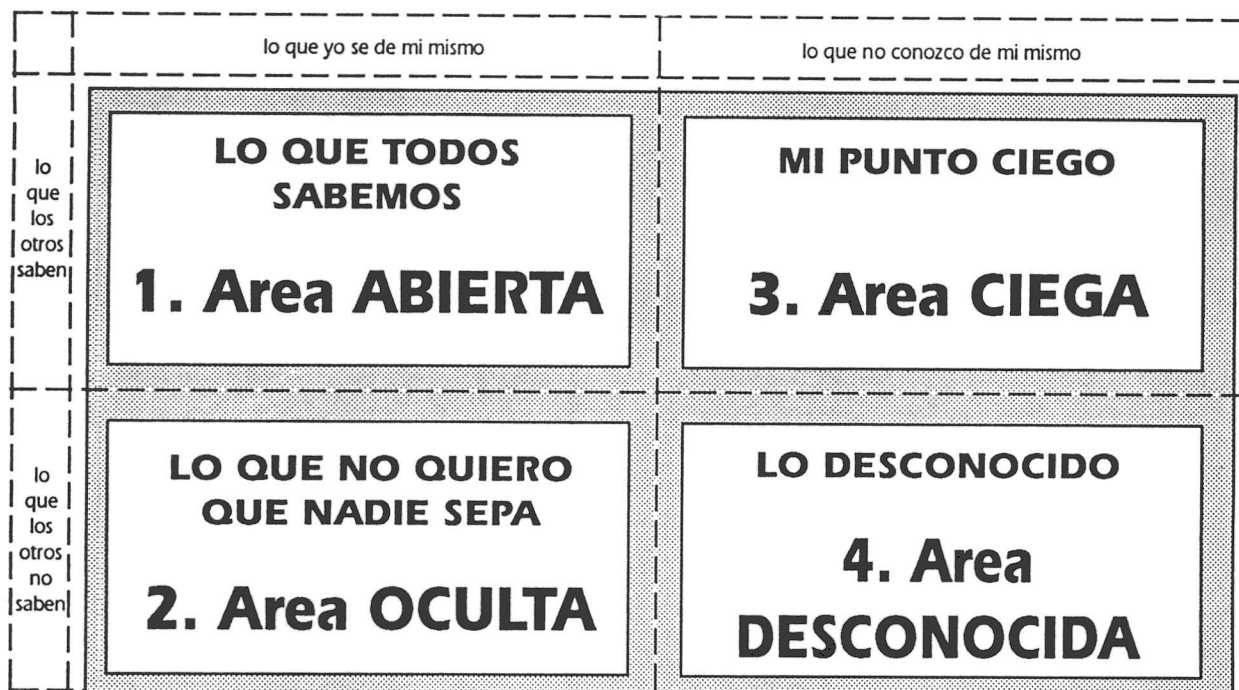 lo que yo se de mi mismo
lo que no conozco de mi mismo
lo
que
los
otros
saben
LO QUE TODOS
SABEMOS
1. Area ABIERTA
MI PUNTO CIEGO
3. Area CIEGA
lo
que
los
otros
no
saben
LO QUE NO QUIERO
QUE NADIE SEPA
2. Area OCULTA
LO DESCONOCIDO
4. Area
DESCONOCIDA